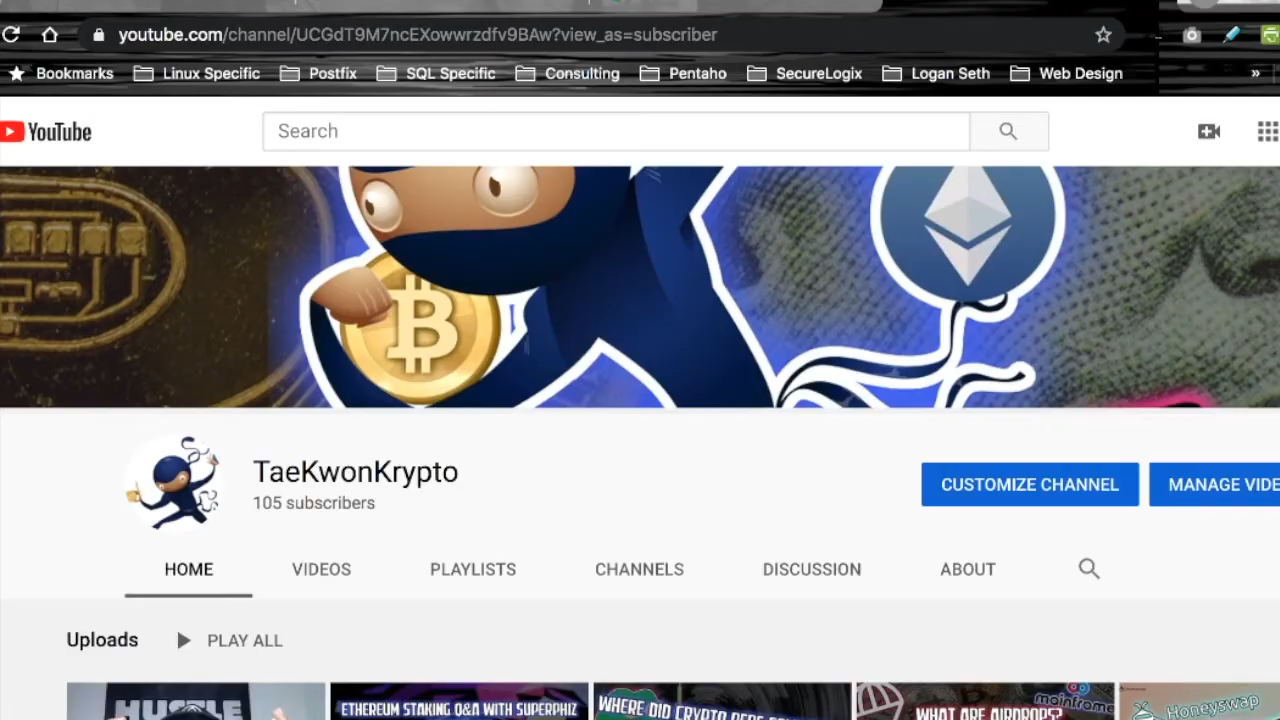 youtube.com/channel/UCGdT9M7ncEXowwrzdfv9BAw?view_as=subscriber
Bookmarks Linux Specific Postfix SQL Specific Consulting Pentaho SecureLogix Logan Seth Web Design »
YouTube Search
TaeKwonKrypto
105 subscribers
CUSTOMIZE CHANNEL MANAGE VIDE
HOME VIDEOS PLAYLISTS CHANNELS DISCUSSION ABOUT
Uploads PLAY ALL
HUSTLE ETHEREUM STAKING Q&A WITH SUPERPHIZ WHERE DID CRYPTO mainframe WHAT ARE AIRDROPS? Honeyswap